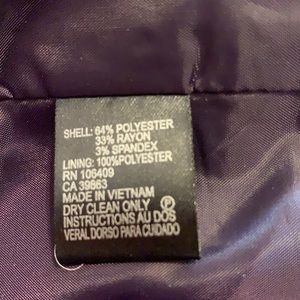 SHELL: 64% POLYESTER
33% RAYON
3% SPANDEX
LINING: 100%POLYESTER
RN 106409
CA 39863
MADE IN VIETNAM
DRY CLEAN ONLY P
INSTRUCTIONS AU DOS
VERAL DORSO PARA CUIDADO